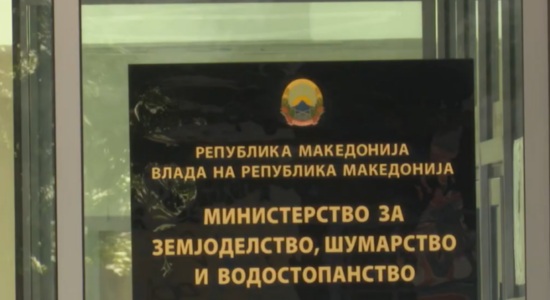 РЕПУБЛИКА МАКЕДОНИЈА
ВЛАДА НА РЕПУБЛИКА МАКЕДОНИЈА
МИНИСТЕРСТВО ЗА
ЗЕМЈОДЕЛСТВО, ШУМАРСТВО
И ВОДОСТОПАНСТВО